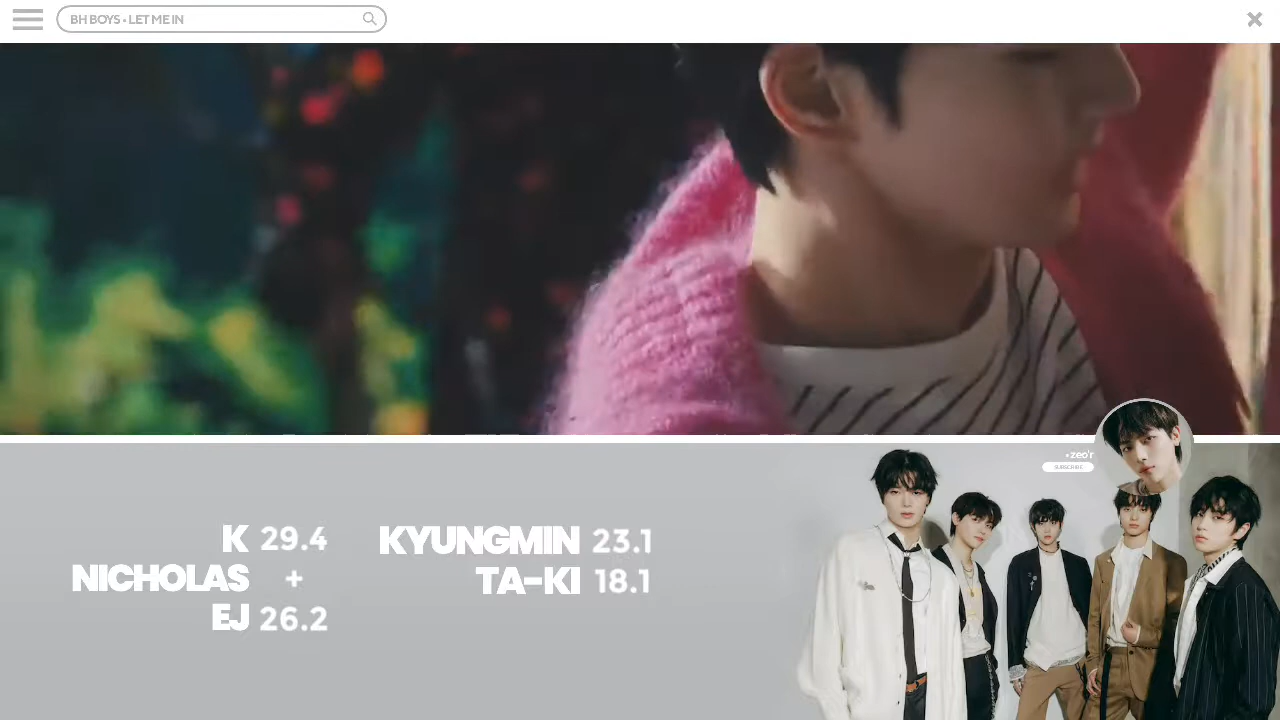 BH BOYS • LET ME IN
• zeo'r
SUBSCRIBE
K 29.4
NICHOLAS +
EJ 26.2
KYUNGMIN 23.1
TA-KI 18.1